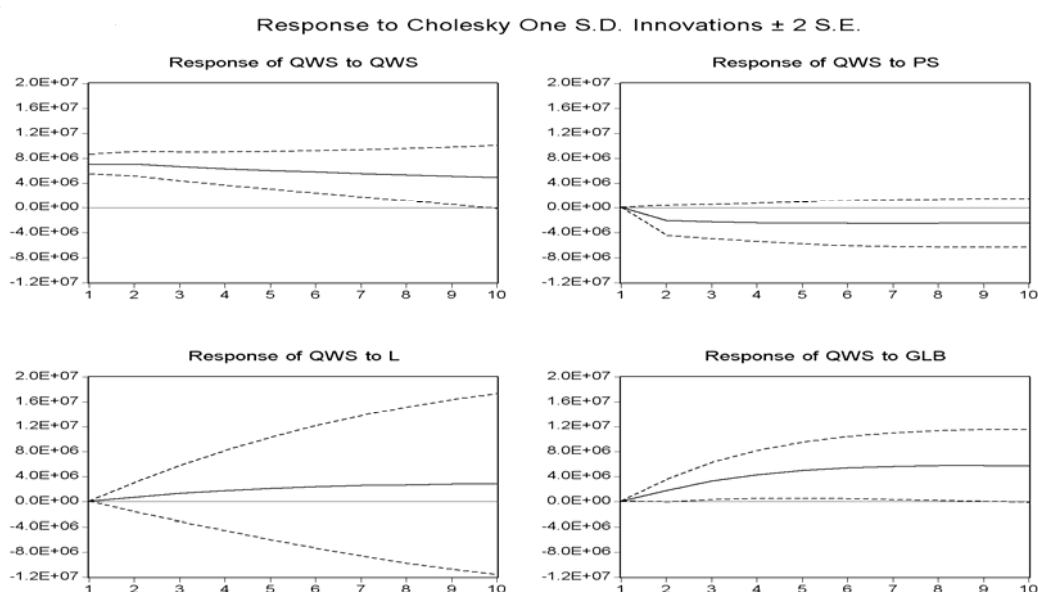 Response to Cholesky One S.D. Innovations ± 2 S.E.
Response of QWS to QWS
2.0E+07
1.6E+07
1.2E+07
8.0E+06
4.0E+06
0.0E+00
-4.0E+06
-8.0E+06
-1.2E+07
1 2 3 4 5 6 7 8 9 10
Response of QWS to PS
2.0E+07
1.6E+07
1.2E+07
8.0E+06
4.0E+06
0.0E+00
-4.0E+06
-8.0E+06
-1.2E+07
1 2 3 4 5 6 7 8 9 10
Response of QWS to L
2.0E+07
1.6E+07
1.2E+07
8.0E+06
4.0E+06
0.0E+00
-4.0E+06
-8.0E+06
-1.2E+07
1 2 3 4 5 6 7 8 9 10
Response of QWS to GLB
2.0E+07
1.6E+07
1.2E+07
8.0E+06
4.0E+06
0.0E+00
-4.0E+06
-8.0E+06
-1.2E+07
1 2 3 4 5 6 7 8 9 10